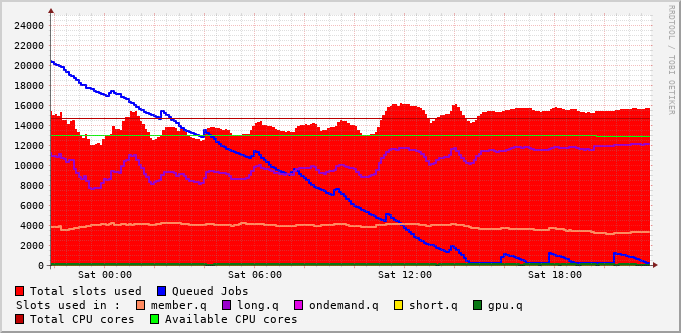 RRDTOOL / TOBI OETIKER
24000
22000
20000
18000
16000
14000
12000
10000
8000
6000
4000
2000
0
Sat 00:00 Sat 06:00 Sat 12:00 Sat 18:00
Total slots used Queued Jobs
Slots used in : member.q long.q ondemand.q short.q gpu.q
Total CPU cores Available CPU cores